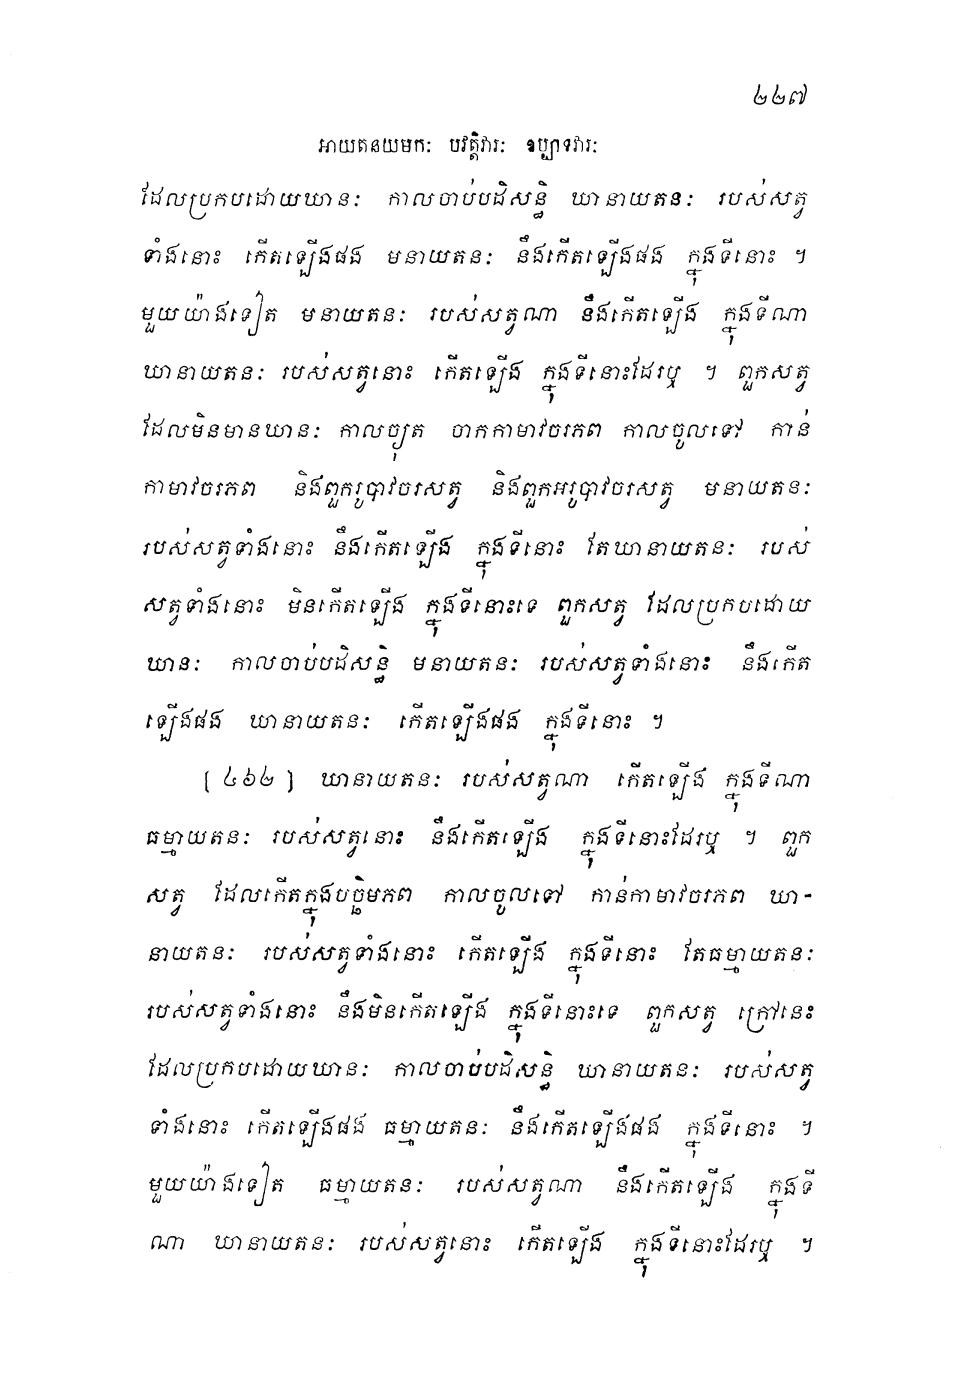 ២២៧
អាយតនយមកៈ បវត្តិវារៈ ឧប្បាទវារៈ
ដែលប្រកបដោយឃានៈ កាលចាប់បដិសន្ធិ ឃានាយតនៈ របស់សត្វ
ទាំងនោះ កើតឡើងផង មនាយតនៈ នឹងកើតឡើងផង ក្នុងទីនោះ ។
មួយយ៉ាងទៀត មនាយតនៈ របស់សត្វណា នឹងកើតឡើង ក្នុងទីណា
ឃានាយតនៈ របស់សត្វនោះ កើតឡើង ក្នុងទីនោះដែរឬ ។ ពួកសត្វ
ដែលមិនមានឃានៈ កាលច្យុត ចាកកាមាវចរភព កាលចូលទៅ កាន់
កាមាវចរភព និងពួករូបាវចរសត្វ និងពួកអរូបាវចរសត្វ មនាយតនៈ
របស់សត្វទាំងនោះ នឹងកើតឡើង ក្នុងទីនោះ តែឃានាយតនៈ របស់
សត្វទាំងនោះ មិនកើតឡើង ក្នុងទីនោះទេ ពួកសត្វ ដែលប្រកបដោយ
ឃានៈ កាលចាប់បដិសន្ធិ មនាយតនៈ របស់សត្វទាំងនោះ នឹងកើត
ឡើងផង ឃានាយតនៈ កើតឡើងផង ក្នុងទីនោះ ។
[ ៤៦២ ] ឃានាយតនៈ របស់សត្វណា កើតឡើង ក្នុងទីណា
ធម្មាយតនៈ របស់សត្វនោះ នឹងកើតឡើង ក្នុងទីនោះដែរឬ ។ ពួក
សត្វ ដែលកើតក្នុងបច្ឆិមភព កាលចូលទៅ កាន់កាមាវចរភព ឃា-
នាយតនៈ របស់សត្វទាំងនោះ កើតឡើង ក្នុងទីនោះ តែធម្មាយតនៈ
របស់សត្វទាំងនោះ នឹងមិនកើតឡើង ក្នុងទីនោះទេ ពួកសត្វ ក្រៅនេះ
ដែលប្រកបដោយឃានៈ កាលចាប់បដិសន្ធិ ឃានាយតនៈ របស់សត្វ
ទាំងនោះ កើតឡើងផង ធម្មាយតនៈ នឹងកើតឡើងផង ក្នុងទីនោះ ។
មួយយ៉ាងទៀត ធម្មាយតនៈ របស់សត្វណា នឹងកើតឡើង ក្នុងទី
ណា ឃានាយតនៈ របស់សត្វនោះ កើតឡើង ក្នុងទីនោះដែរឬ ។